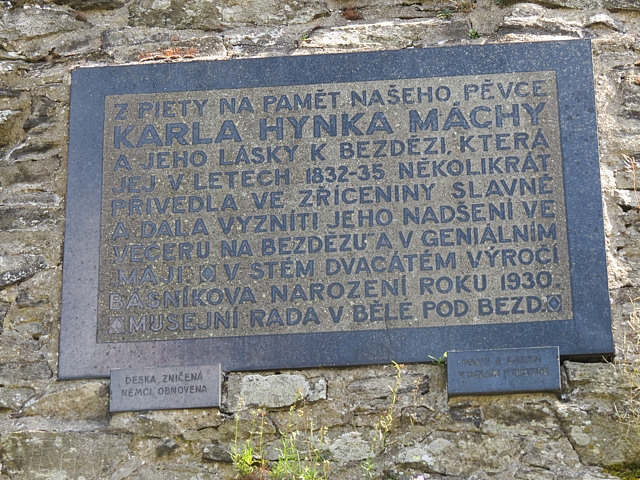 Z PIETY NA PAMĚT NAŠEHO PĚVCE
KARLA HYNKA MÁCHY
A JEHO LÁSKY K BEZDĚZI, KTERÁ
JEJ V LETECH 1832-35 NĚKOLIKRÁT
PŘIVEDLA VE ZŘÍCENINY SLAVNÉ
A DALA VYZNÍTI JEHO NADŠENÍ VE
„VEČERU NA BEZDĚZU“ A V GENIÁLNÍM
„MÁJI.“ V STÉM DVACÁTÉM VÝROČÍ
BÁSNÍKOVA NAROZENÍ ROKU 1930.
MUSEJNÍ RADA V BĚLÉ POD BEZD.
DESKA, ZNIČENÁ
NĚMCI, OBNOVENA